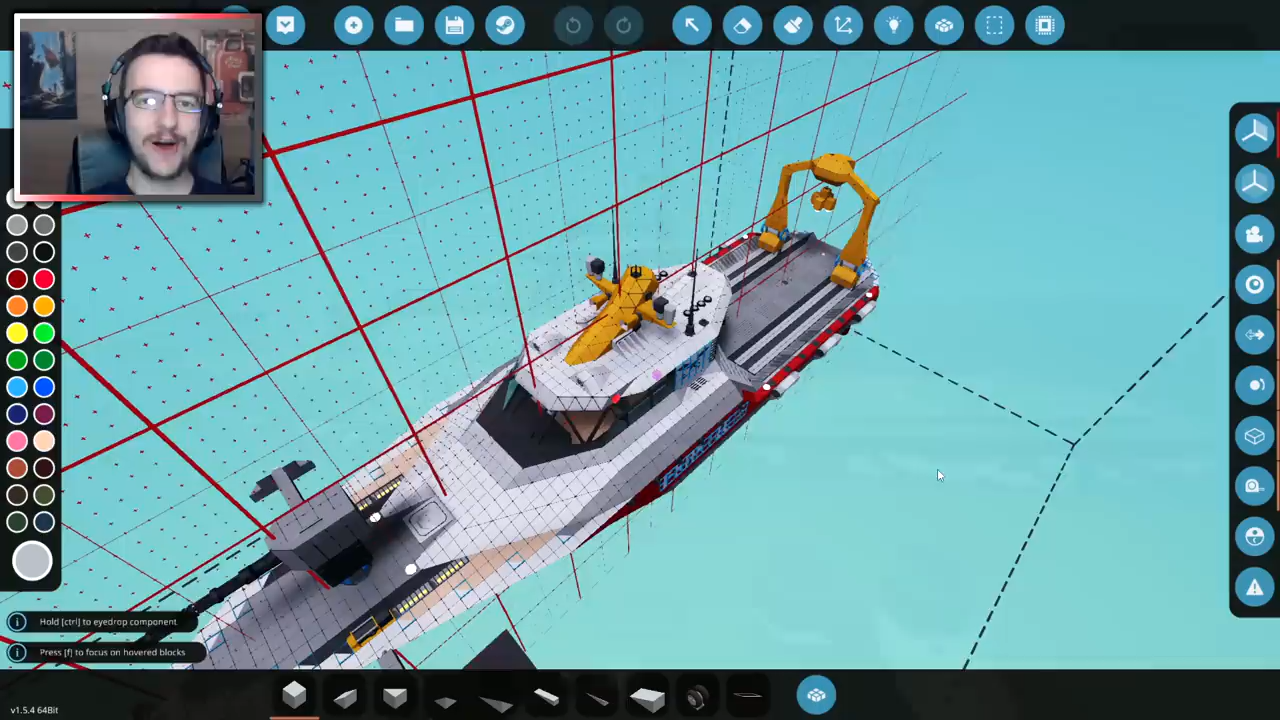 Hold [ctrl] to eyedrop component
Press [f] to focus on hovered blocks
v1.5.4 64Bit